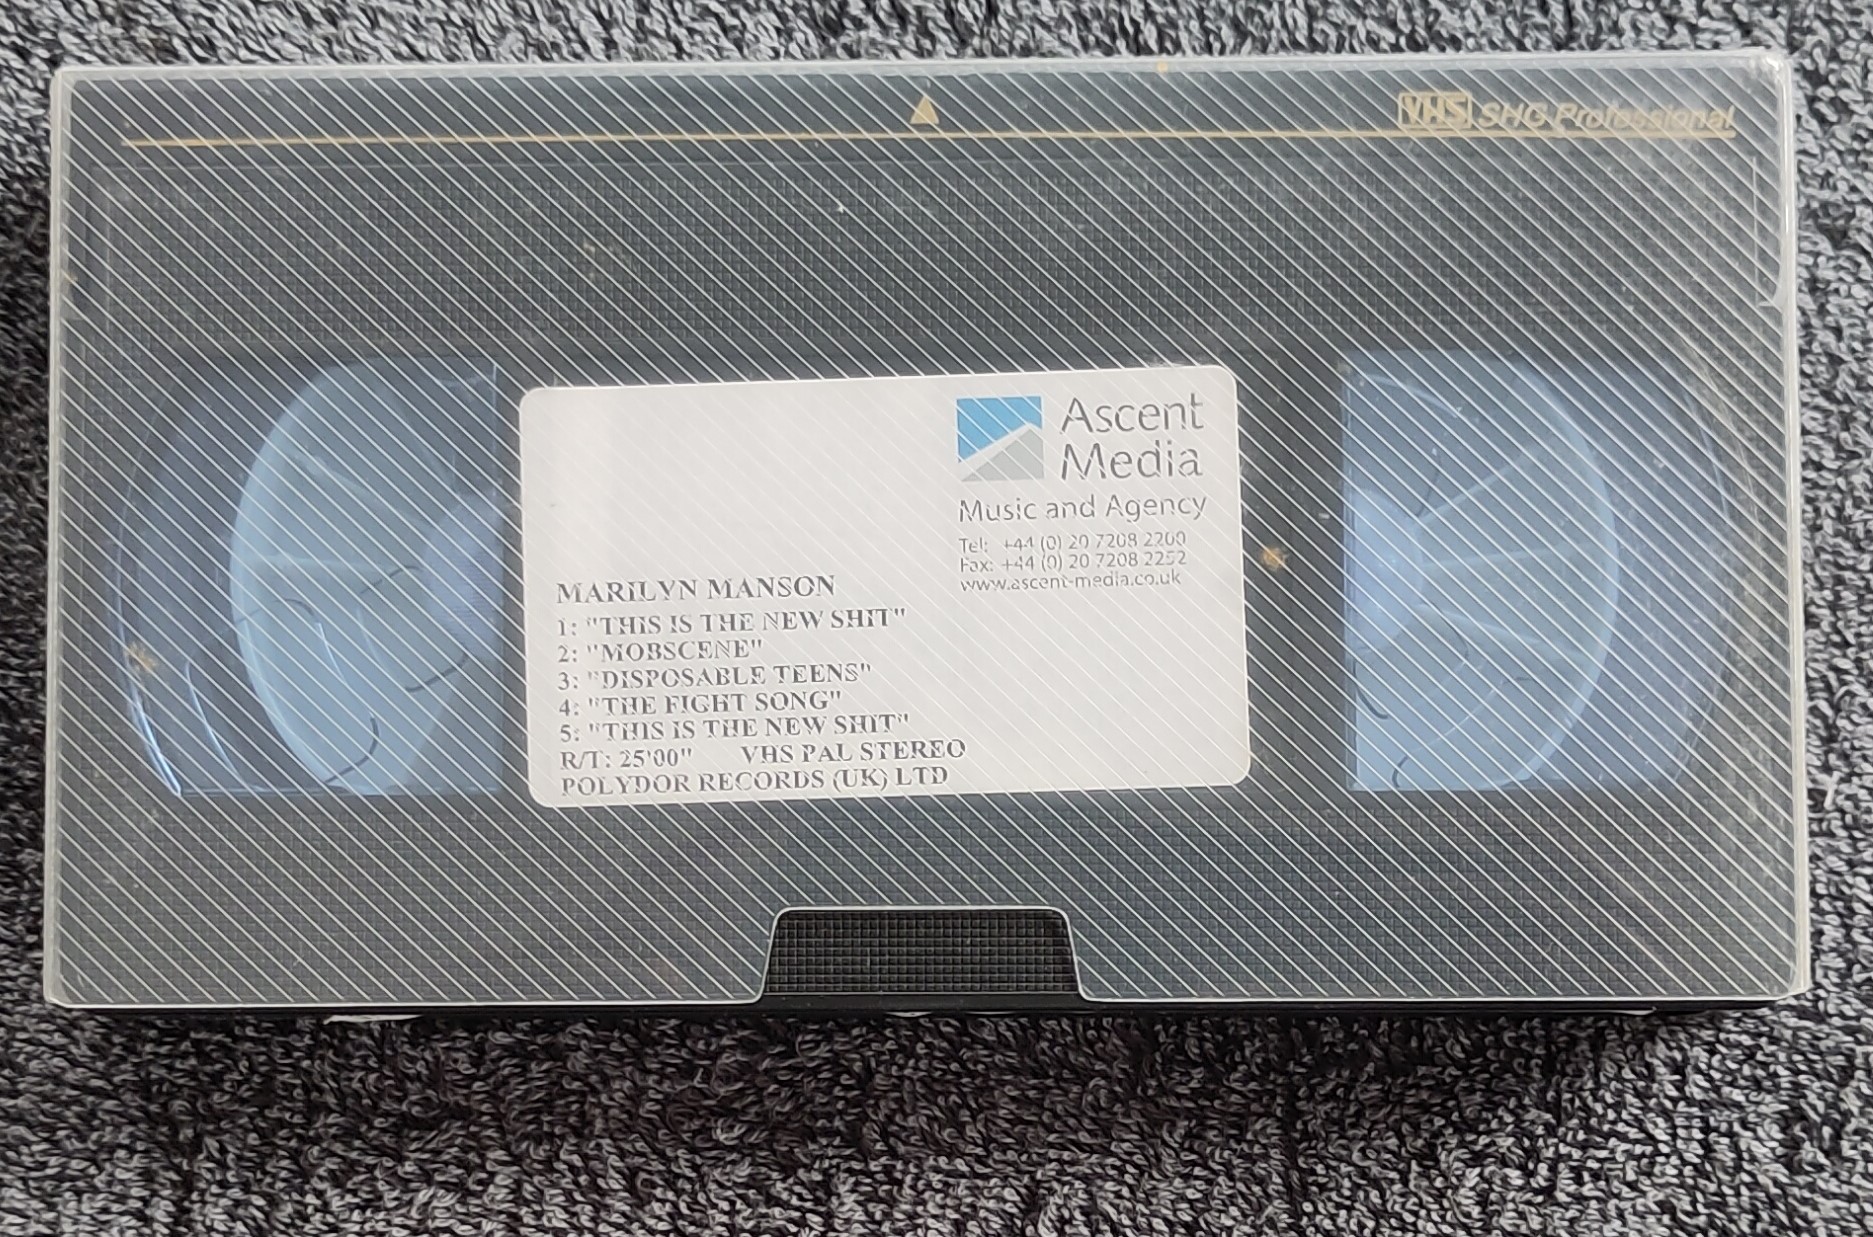 VHS SHG Professional
Ascent
Media
Music and Agency
Tel: +44 (0) 20 7208 2200
Fax: +44 (0) 20 7208 2252
www.ascent-media.co.uk
MARILYN MANSON
1: "THIS IS THE NEW SHIT"
2: "MOBSCENE"
3: "DISPOSABLE TEENS"
4: "THE FIGHT SONG"
5: "THIS IS THE NEW SHIT"
R/T: 25'00" VHS PAL STEREO
POLYDOR RECORDS (UK) LTD